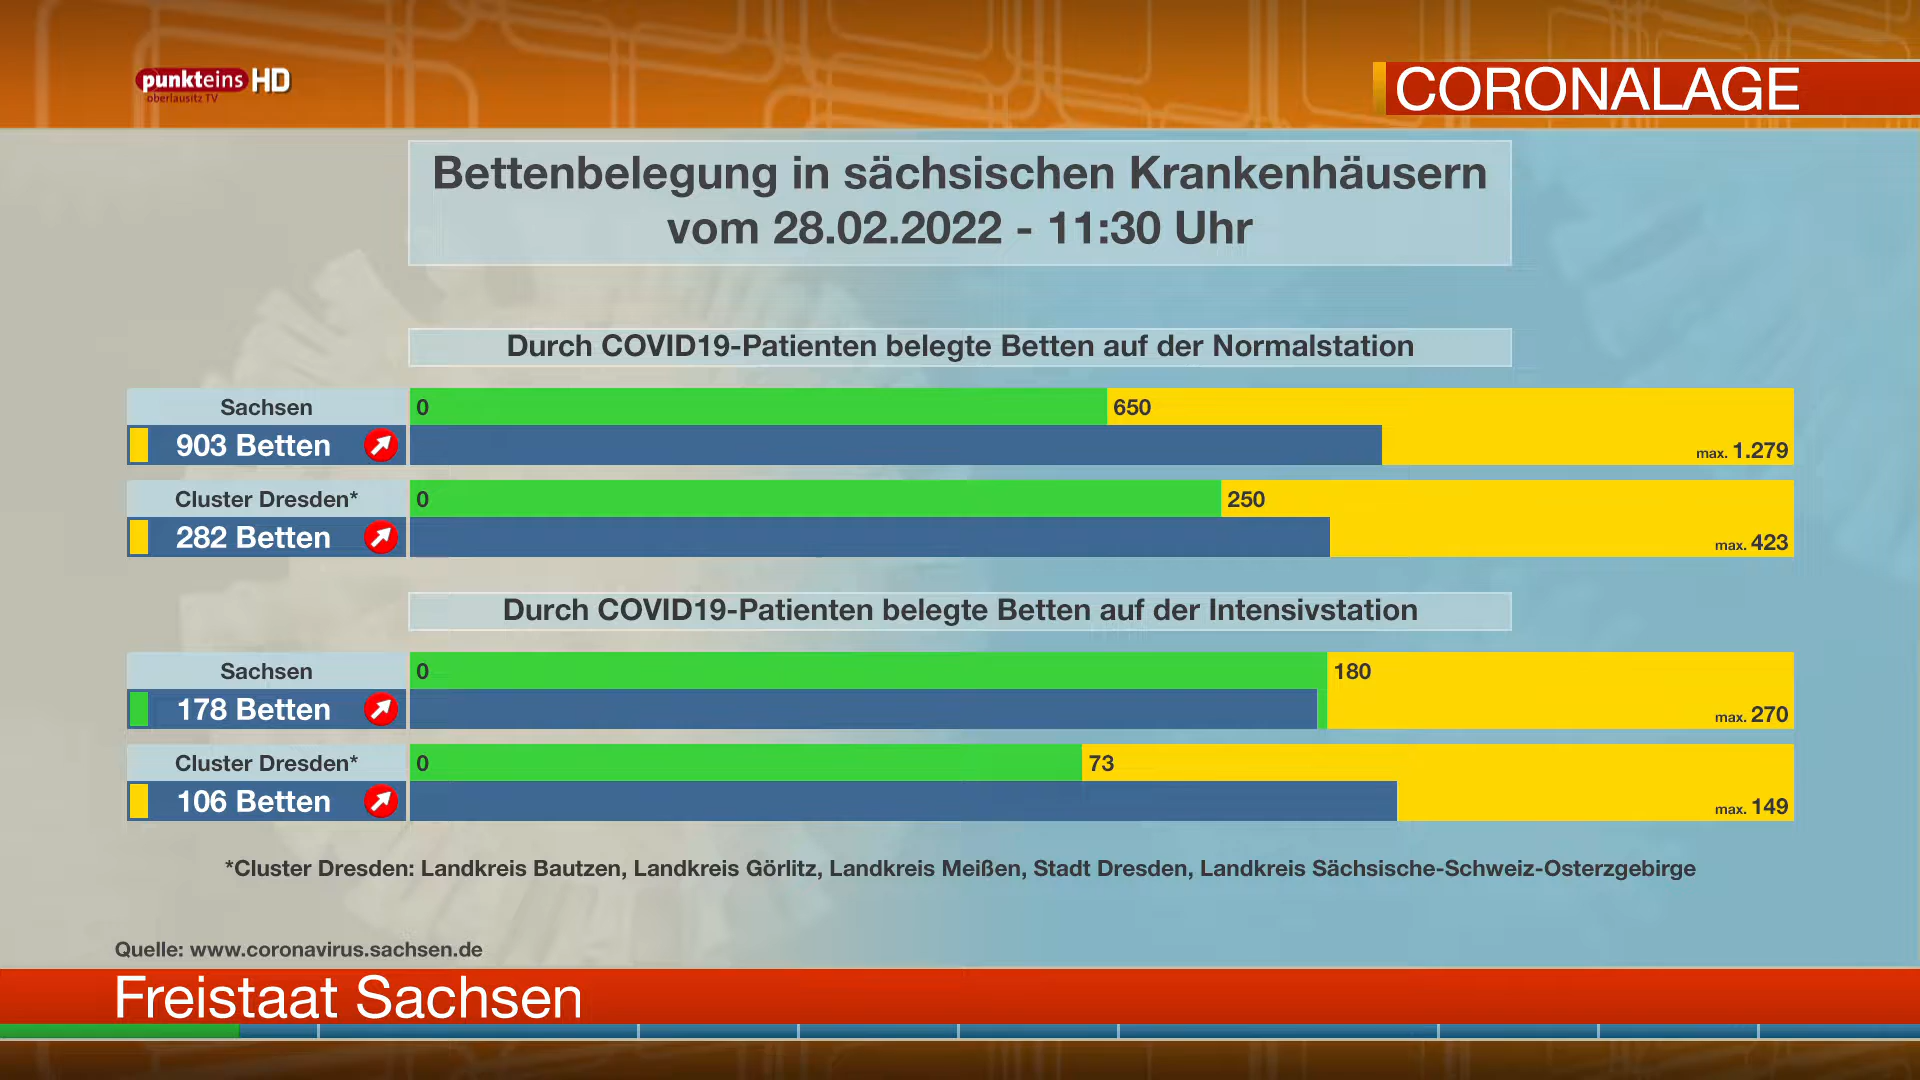 punkteins HD
oberlausitz TV
CORONALAGE
Bettenbelegung in sächsischen Krankenhäusern
vom 28.02.2022 - 11:30 Uhr
Durch COVID19-Patienten belegte Betten auf der Normalstation
Sachsen 0 650
903 Betten max. 1.279
Cluster Dresden* 0 250
282 Betten max. 423
Durch COVID19-Patienten belegte Betten auf der Intensivstation
Sachsen 0 180
178 Betten max. 270
Cluster Dresden* 0 73
106 Betten max. 149
*Cluster Dresden: Landkreis Bautzen, Landkreis Görlitz, Landkreis Meißen, Stadt Dresden, Landkreis Sächsische-Schweiz-Osterzgebirge
Quelle: www.coronavirus.sachsen.de
Freistaat Sachsen